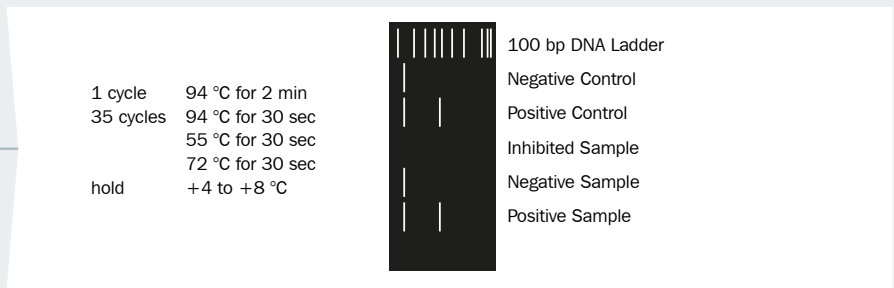 1 cycle 94 °C for 2 min
35 cycles 94 °C for 30 sec
55 °C for 30 sec
72 °C for 30 sec
hold +4 to +8 °C
100 bp DNA Ladder
Negative Control
Positive Control
Inhibited Sample
Negative Sample
Positive Sample